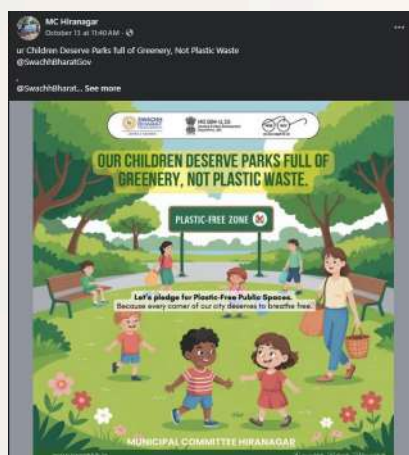 MC Hiranagar
October 13 at 11:40 AM
ur Children Deserve Parks full of Greenery, Not Plastic Waste
@SwachhBharatGov
.
@SwachhBharat... See more
OUR CHILDREN DESERVE PARKS FULL OF
GREENERY, NOT PLASTIC WASTE.
PLASTIC-FREE ZONE
Let's pledge for Plastic-Free Public Spaces.
Because every corner of our city deserves to breathe free.
MUNICIPAL COMMITTEE HIRANAGAR